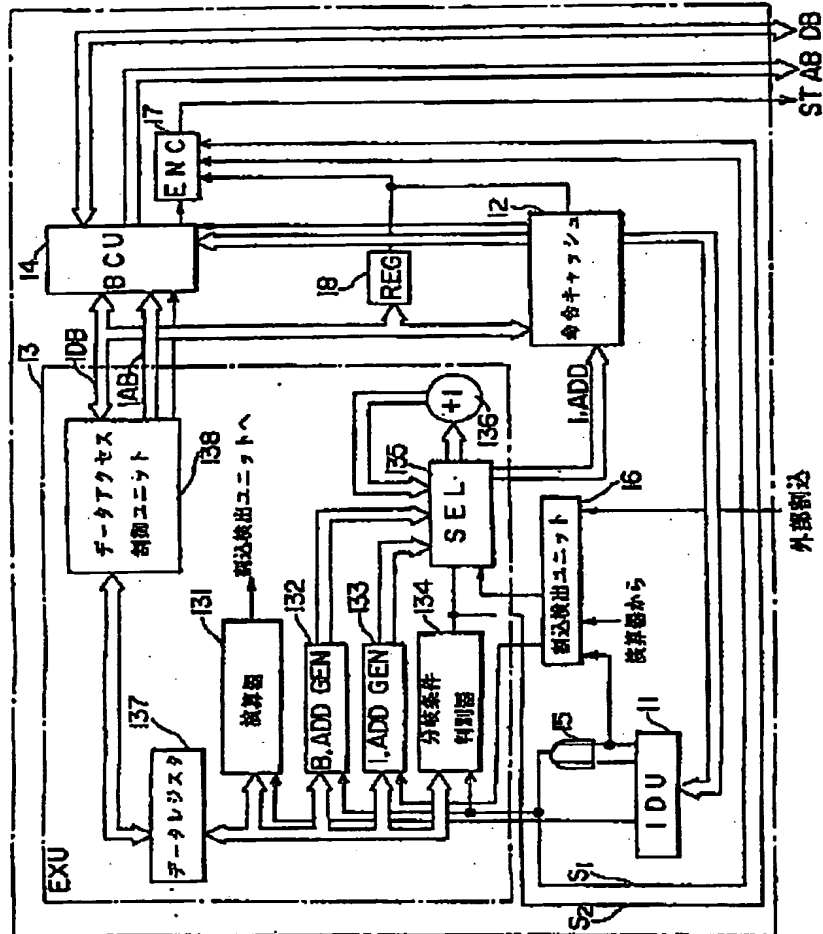 EXU
13
データレジスタ
137
データアクセス
制御ユニット
138
IDB
IAB
14
BCU
ENC
17
REG
18
命令キャッシュ
12
演算器
131
割込検出ユニットへ
B.ADD GEN
132
I.ADD GEN
133
分岐条件
判別器
134
SEL.
135
+1
136
I.ADD
割込検出ユニット
16
演算器から
外部割込
15
IDU
11
S1
S2
ST
AB
DB